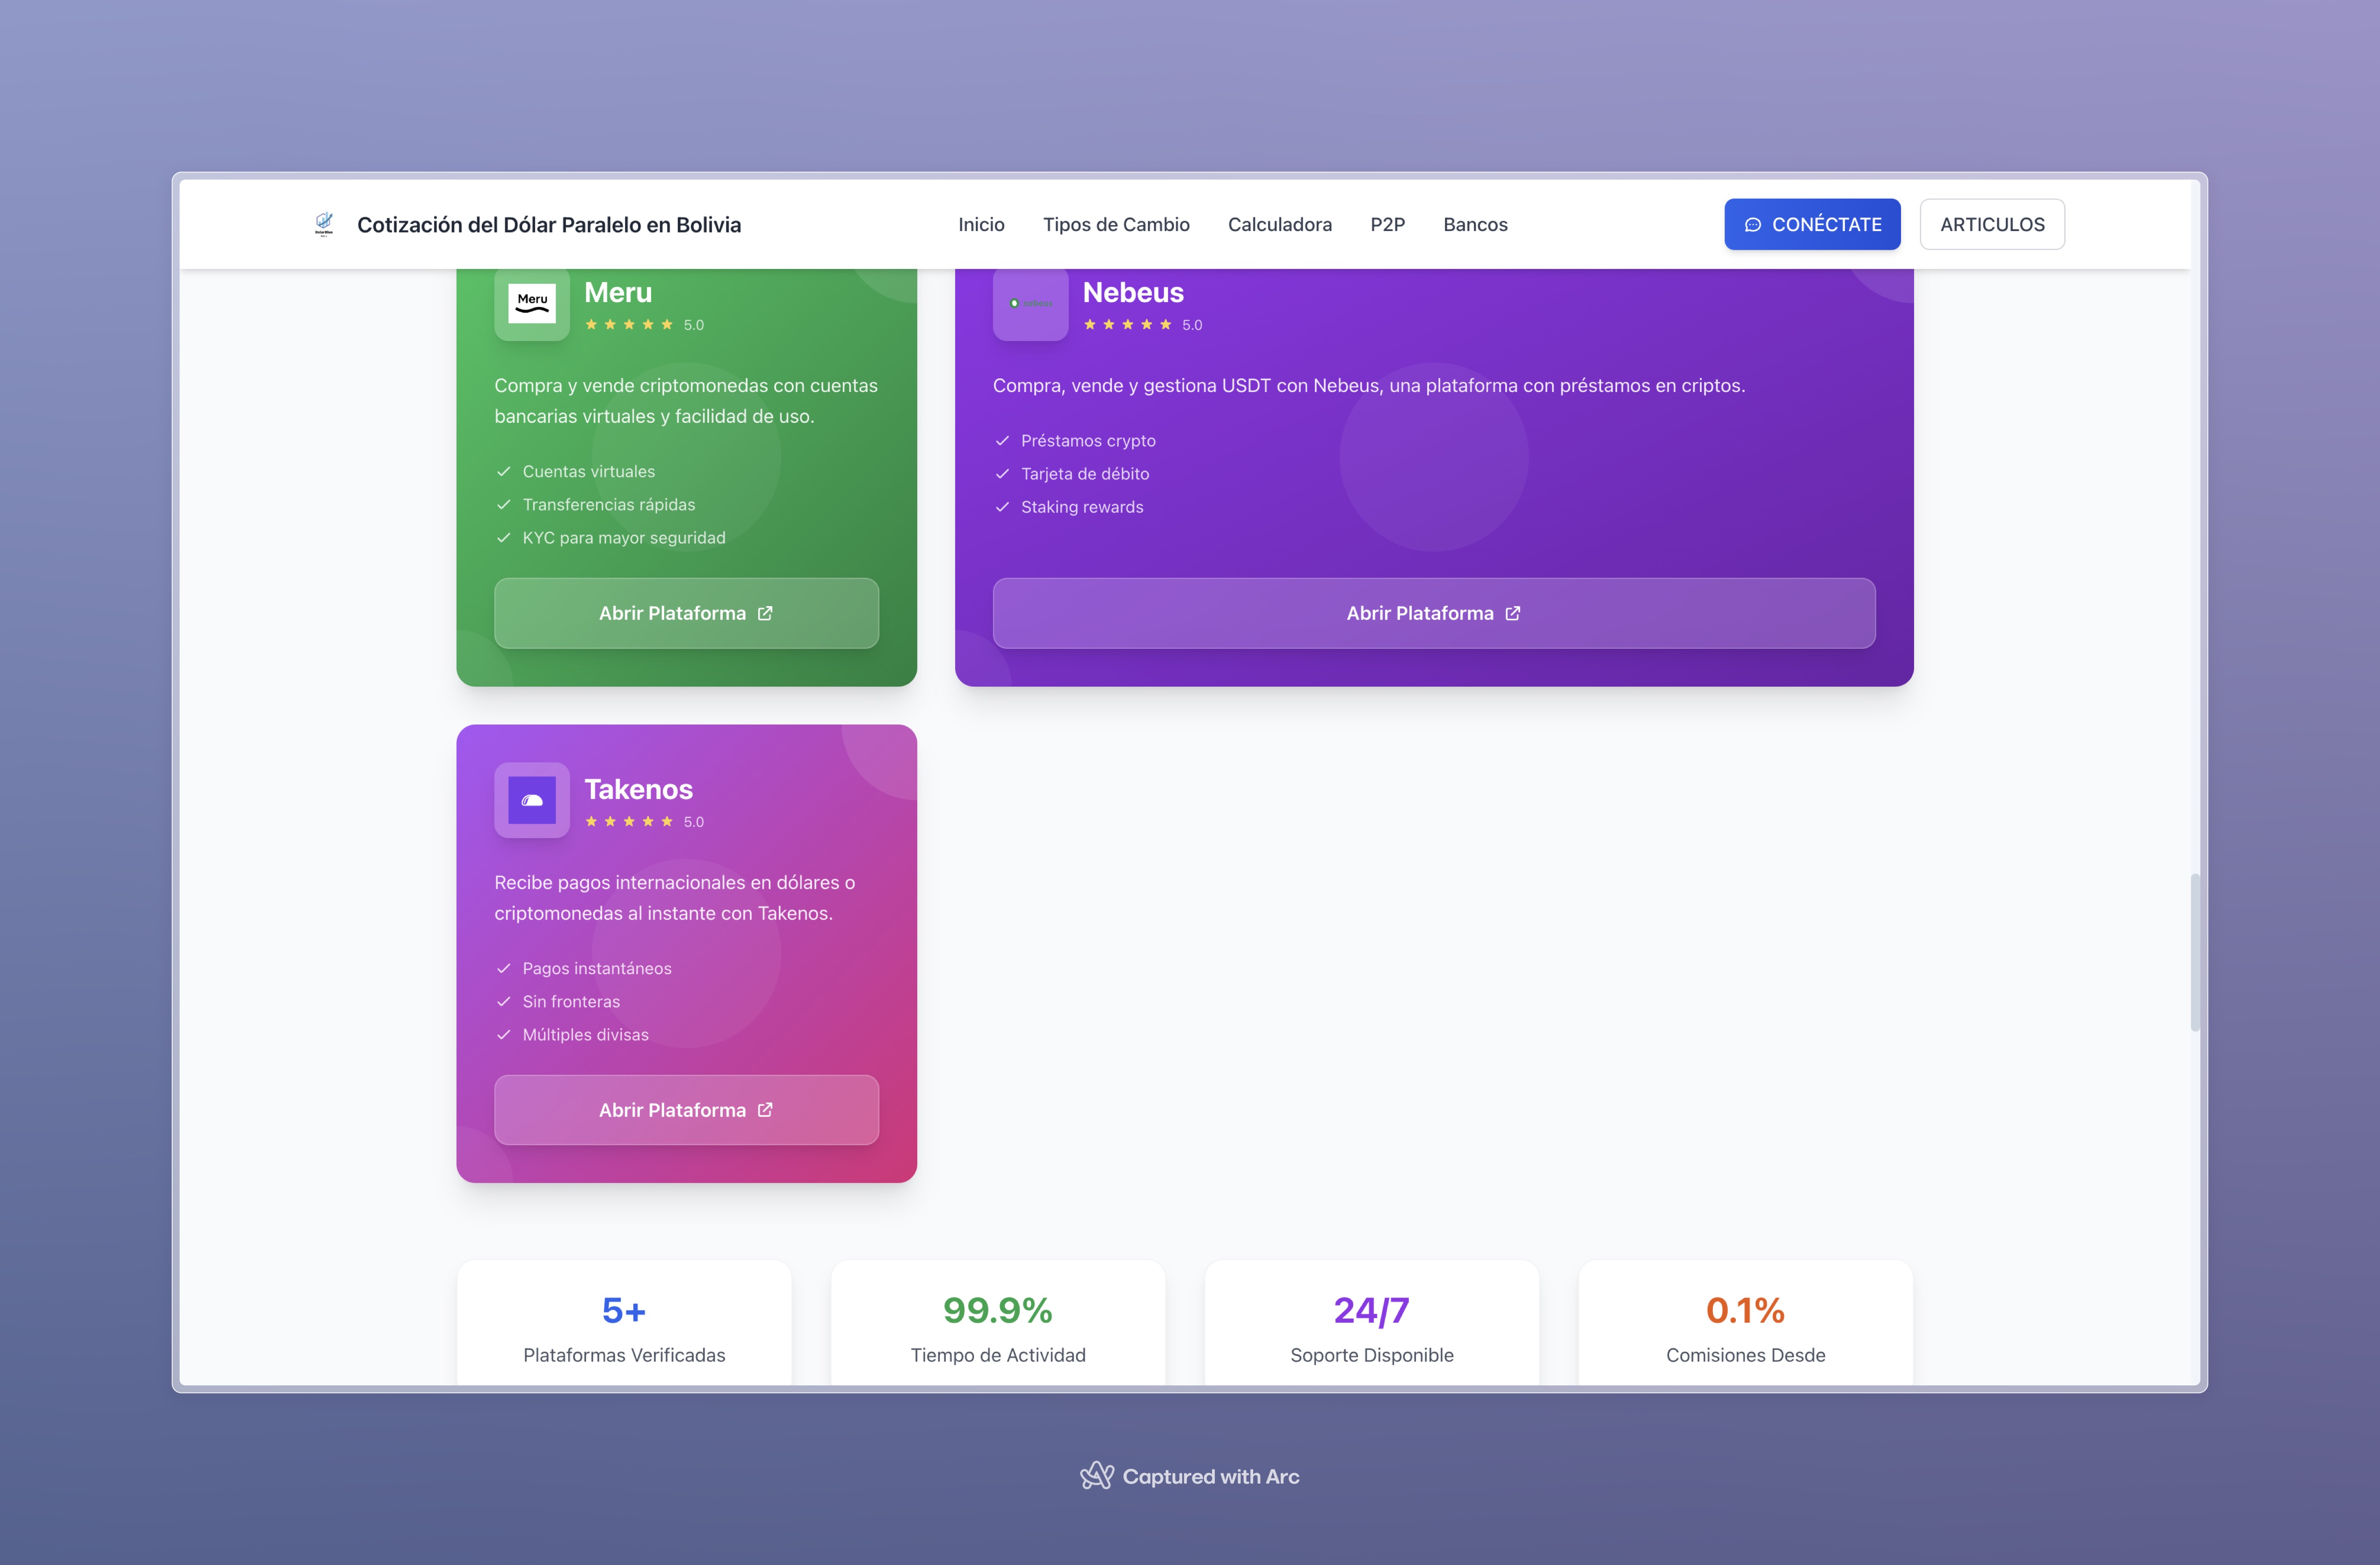 Cotización del Dólar Paralelo en Bolivia
Inicio
Tipos de Cambio
Calculadora
P2P
Bancos
CONÉCTATE
ARTICULOS
Meru
Meru
5.0
Compra y vende criptomonedas con cuentas
bancarias virtuales y facilidad de uso.
Cuentas virtuales
Transferencias rápidas
KYC para mayor seguridad
Abrir Plataforma
Nebeus
5.0
Compra, vende y gestiona USDT con Nebeus, una plataforma con préstamos en criptos.
Préstamos crypto
Tarjeta de débito
Staking rewards
Abrir Plataforma
Takenos
5.0
Recibe pagos internacionales en dólares o
criptomonedas al instante con Takenos.
Pagos instantáneos
Sin fronteras
Múltiples divisas
Abrir Plataforma
5+
Plataformas Verificadas
99.9%
Tiempo de Actividad
24/7
Soporte Disponible
0.1%
Comisiones Desde
Captured with Arc